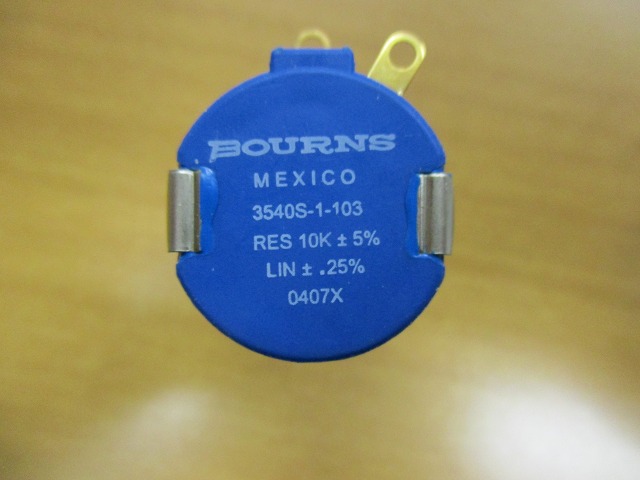 BOURNS
MEXICO
3540S-1-103
RES 10K ± 5%
LIN ± .25%
0407X